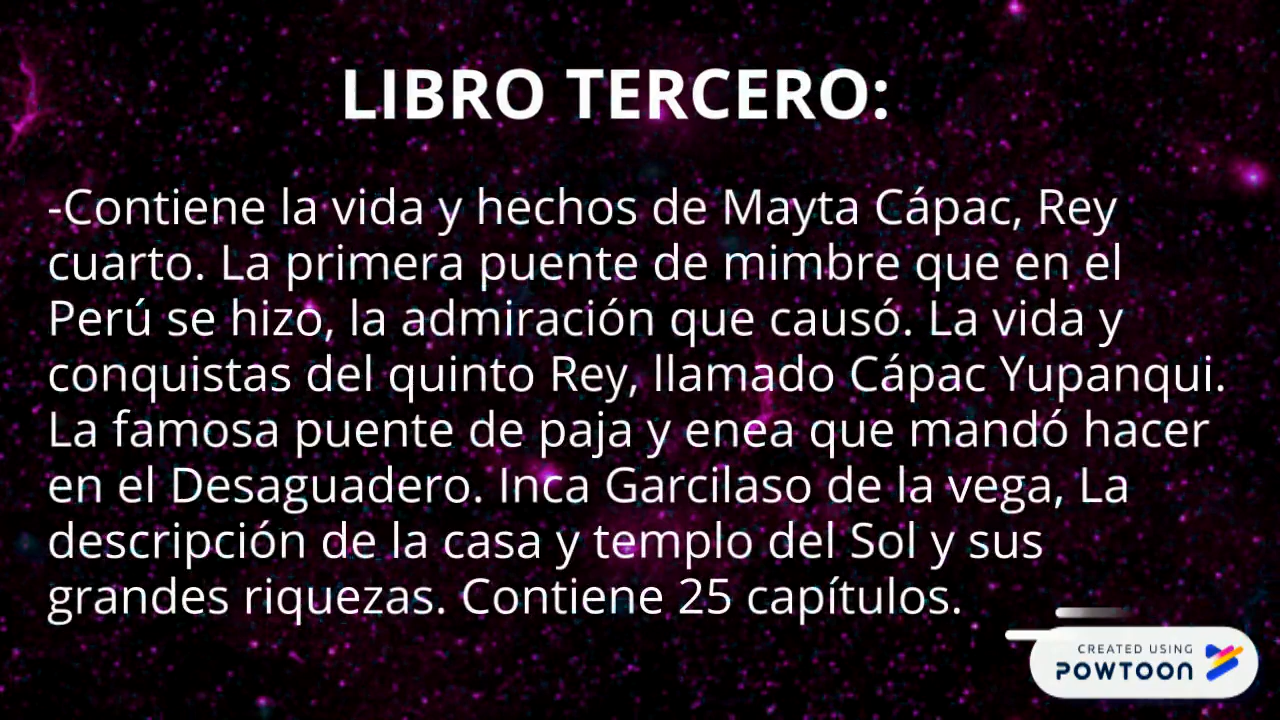 LIBRO TERCERO:
-Contiene la vida y hechos de Mayta Cápac, Rey
cuarto. La primera puente de mimbre que en el
Perú se hizo, la admiración que causó. La vida y
conquistas del quinto Rey, llamado Cápac Yupanqui.
La famosa puente de paja y enea que mandó hacer
en el Desaguadero. Inca Garcilaso de la vega, La
descripción de la casa y templo del Sol y sus
grandes riquezas. Contiene 25 capítulos.
CREATED USING
POWTOON